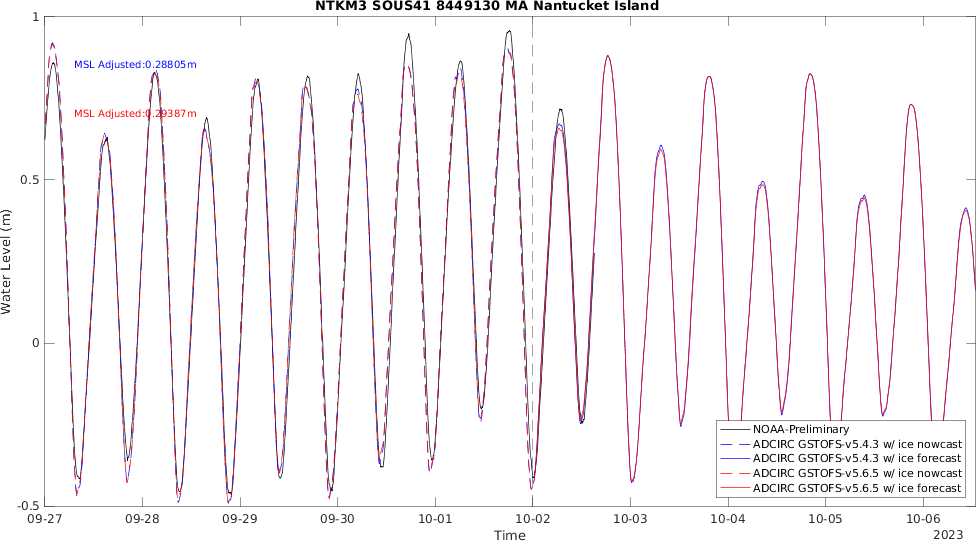 NTKM3 SOUS41 8449130 MA Nantucket Island
1
MSL Adjusted:0.28805m
MSL Adjusted:0.29387m
0.5
Water Level (m)
0
NOAA-Preliminary
ADCIRC GSTOFS-v5.4.3 w/ ice nowcast
ADCIRC GSTOFS-v5.4.3 w/ ice forecast
ADCIRC GSTOFS-v5.6.5 w/ ice nowcast
ADCIRC GSTOFS-v5.6.5 w/ ice forecast
-0.5
09-27 09-28 09-29 09-30 10-01 10-02 10-03 10-04 10-05 10-06
Time
2023